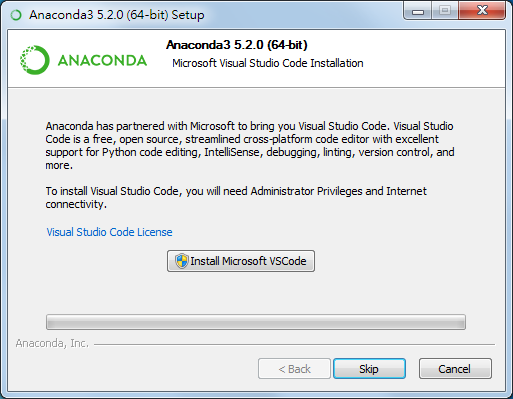 Anaconda3 5.2.0 (64-bit) Setup
ANACONDA
Anaconda3 5.2.0 (64-bit)
Microsoft Visual Studio Code Installation
Anaconda has partnered with Microsoft to bring you Visual Studio Code. Visual Studio
Code is a free, open source, streamlined cross-platform code editor with excellent
support for Python code editing, IntelliSense, debugging, linting, version control, and
more.
To install Visual Studio Code, you will need Administrator Privileges and Internet
connectivity.
Visual Studio Code License
Install Microsoft VSCode
Anaconda, Inc.
< Back
Skip
Cancel